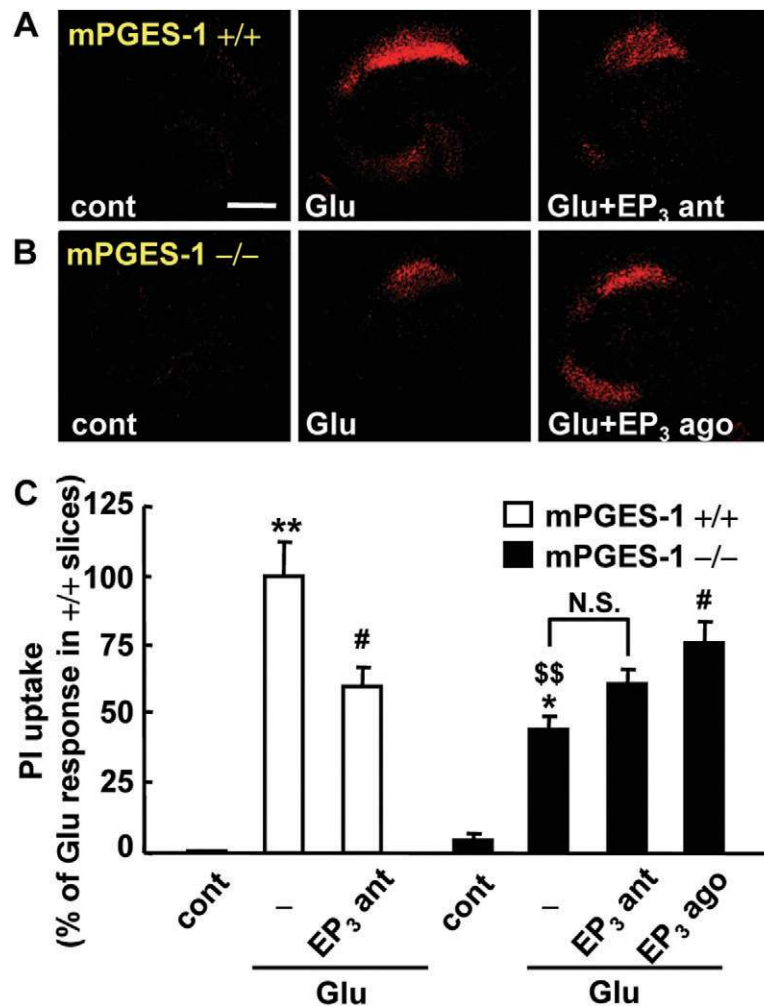 A
mPGES-1 +/+
cont
Glu
Glu+EP₃ ant
B
mPGES-1 –/–
cont
Glu
Glu+EP₃ ago
C
PI uptake
(% of Glu response in +/+ slices)
125
100
75
50
25
0
**
#
N.S.
$$
*
#
mPGES-1 +/+
mPGES-1 –/–
cont
–
EP₃ ant
cont
–
EP₃ ant
EP₃ ago
Glu
Glu